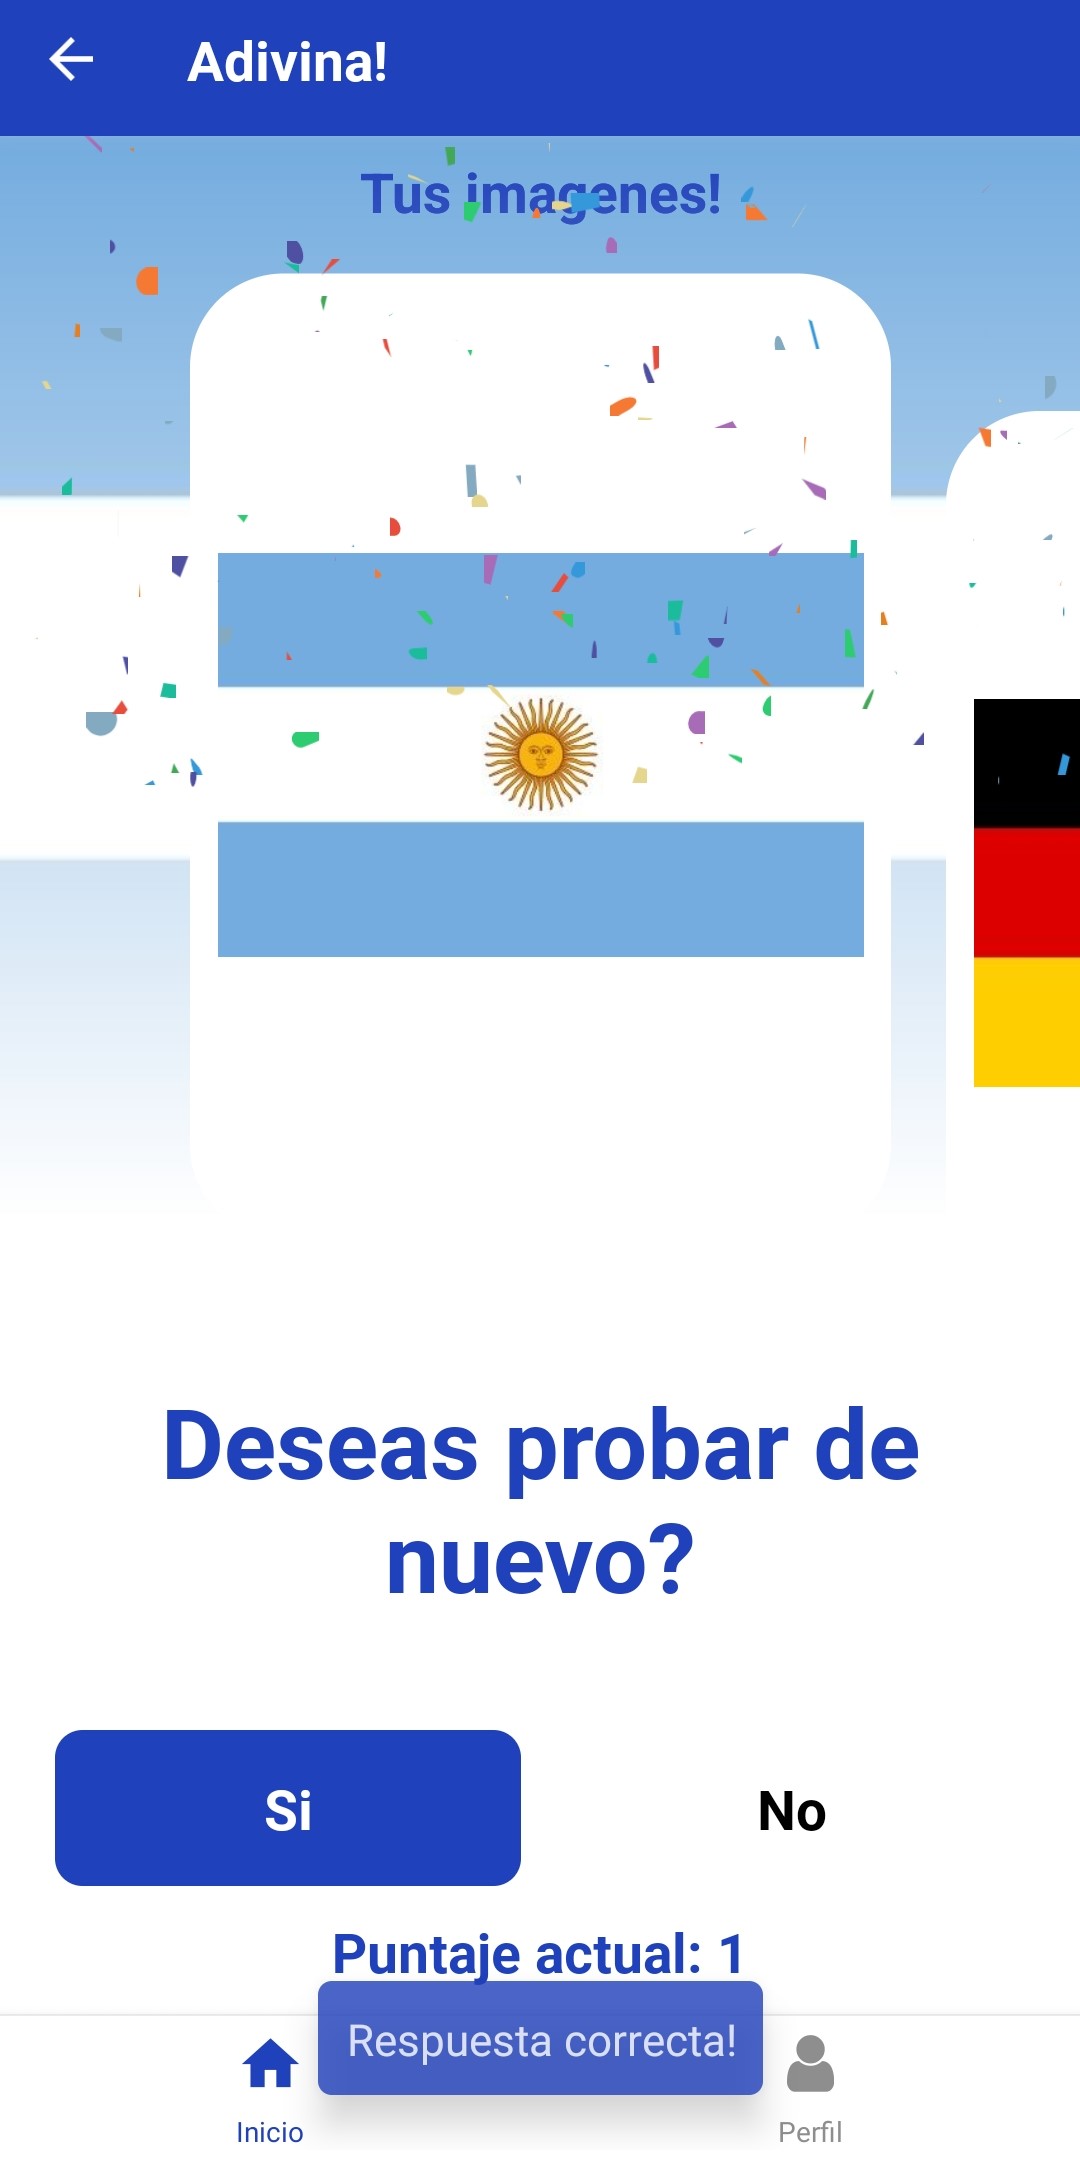 Adivina!
Tus imagenes!
Deseas probar de
nuevo?
Si
No
Puntaje actual: 1
Respuesta correcta!
Inicio
Perfil